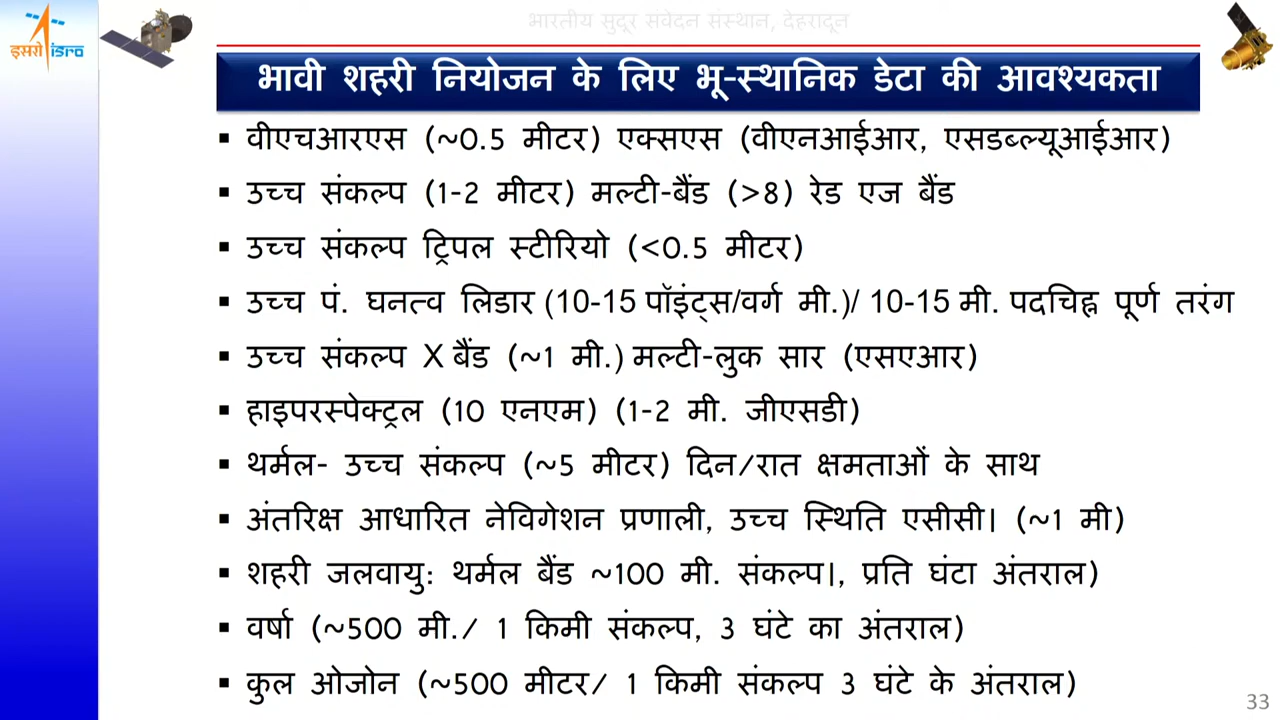 भारतीय सुदूर संवेदन संस्थान, देहरादून
इसरो isro
भावी शहरी नियोजन के लिए भू-स्थानिक डेटा की आवश्यकता
▪ वीएचआरएस (~0.5 मीटर) एक्सएस (वीएनआईआर, एसडब्ल्यूआईआर)
▪ उच्च संकल्प (1-2 मीटर) मल्टी-बैंड (>8) रेड एज बैंड
▪ उच्च संकल्प ट्रिपल स्टीरियो (<0.5 मीटर)
▪ उच्च पं. घनत्व लिडार (10-15 पॉइंट्स/वर्ग मी.)/ 10-15 मी. पदचिह्न पूर्ण तरंग
▪ उच्च संकल्प X बैंड (~1 मी.) मल्टी-लुक सार (एसएआर)
▪ हाइपरस्पेक्ट्रल (10 एनएम) (1-2 मी. जीएसडी)
▪ थर्मल- उच्च संकल्प (~5 मीटर) दिन/रात क्षमताओं के साथ
▪ अंतरिक्ष आधारित नेविगेशन प्रणाली, उच्च स्थिति एसीसी। (~1 मी)
▪ शहरी जलवायु: थर्मल बैंड ~100 मी. संकल्प।, प्रति घंटा अंतराल)
▪ वर्षा (~500 मी./ 1 किमी संकल्प, 3 घंटे का अंतराल)
▪ कुल ओजोन (~500 मीटर/ 1 किमी संकल्प 3 घंटे के अंतराल)
33